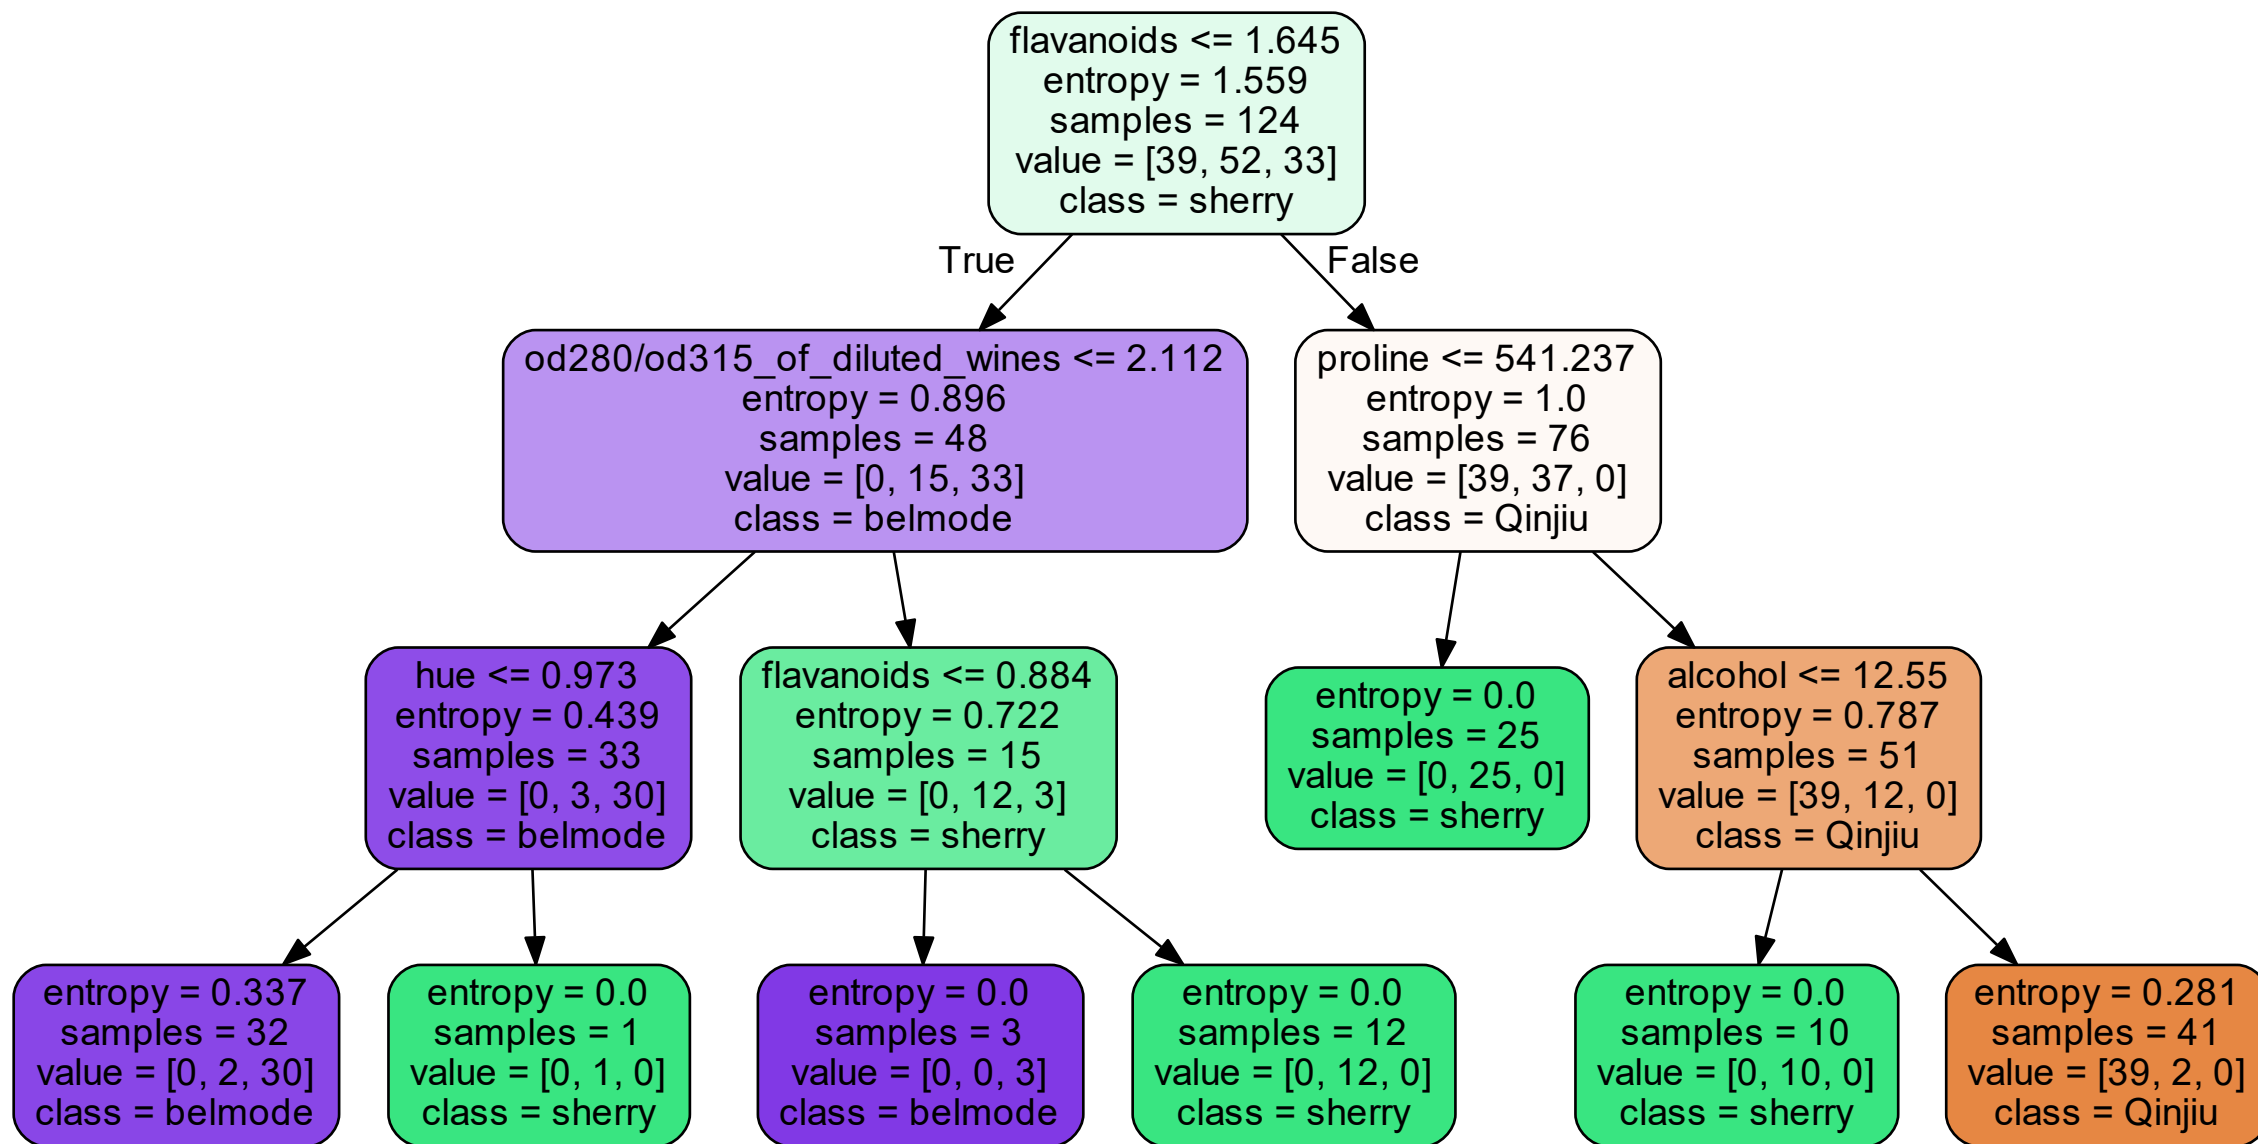 flavanoids <= 1.645
entropy = 1.559
samples = 124
value = [39, 52, 33]
class = sherry
True
False
od280/od315_of_diluted_wines <= 2.112
entropy = 0.896
samples = 48
value = [0, 15, 33]
class = belmode
proline <= 541.237
entropy = 1.0
samples = 76
value = [39, 37, 0]
class = Qinjiu
hue <= 0.973
entropy = 0.439
samples = 33
value = [0, 3, 30]
class = belmode
flavanoids <= 0.884
entropy = 0.722
samples = 15
value = [0, 12, 3]
class = sherry
entropy = 0.0
samples = 25
value = [0, 25, 0]
class = sherry
alcohol <= 12.55
entropy = 0.787
samples = 51
value = [39, 12, 0]
class = Qinjiu
entropy = 0.337
samples = 32
value = [0, 2, 30]
class = belmode
entropy = 0.0
samples = 1
value = [0, 1, 0]
class = sherry
entropy = 0.0
samples = 3
value = [0, 0, 3]
class = belmode
entropy = 0.0
samples = 12
value = [0, 12, 0]
class = sherry
entropy = 0.0
samples = 10
value = [0, 10, 0]
class = sherry
entropy = 0.281
samples = 41
value = [39, 2, 0]
class = Qinjiu